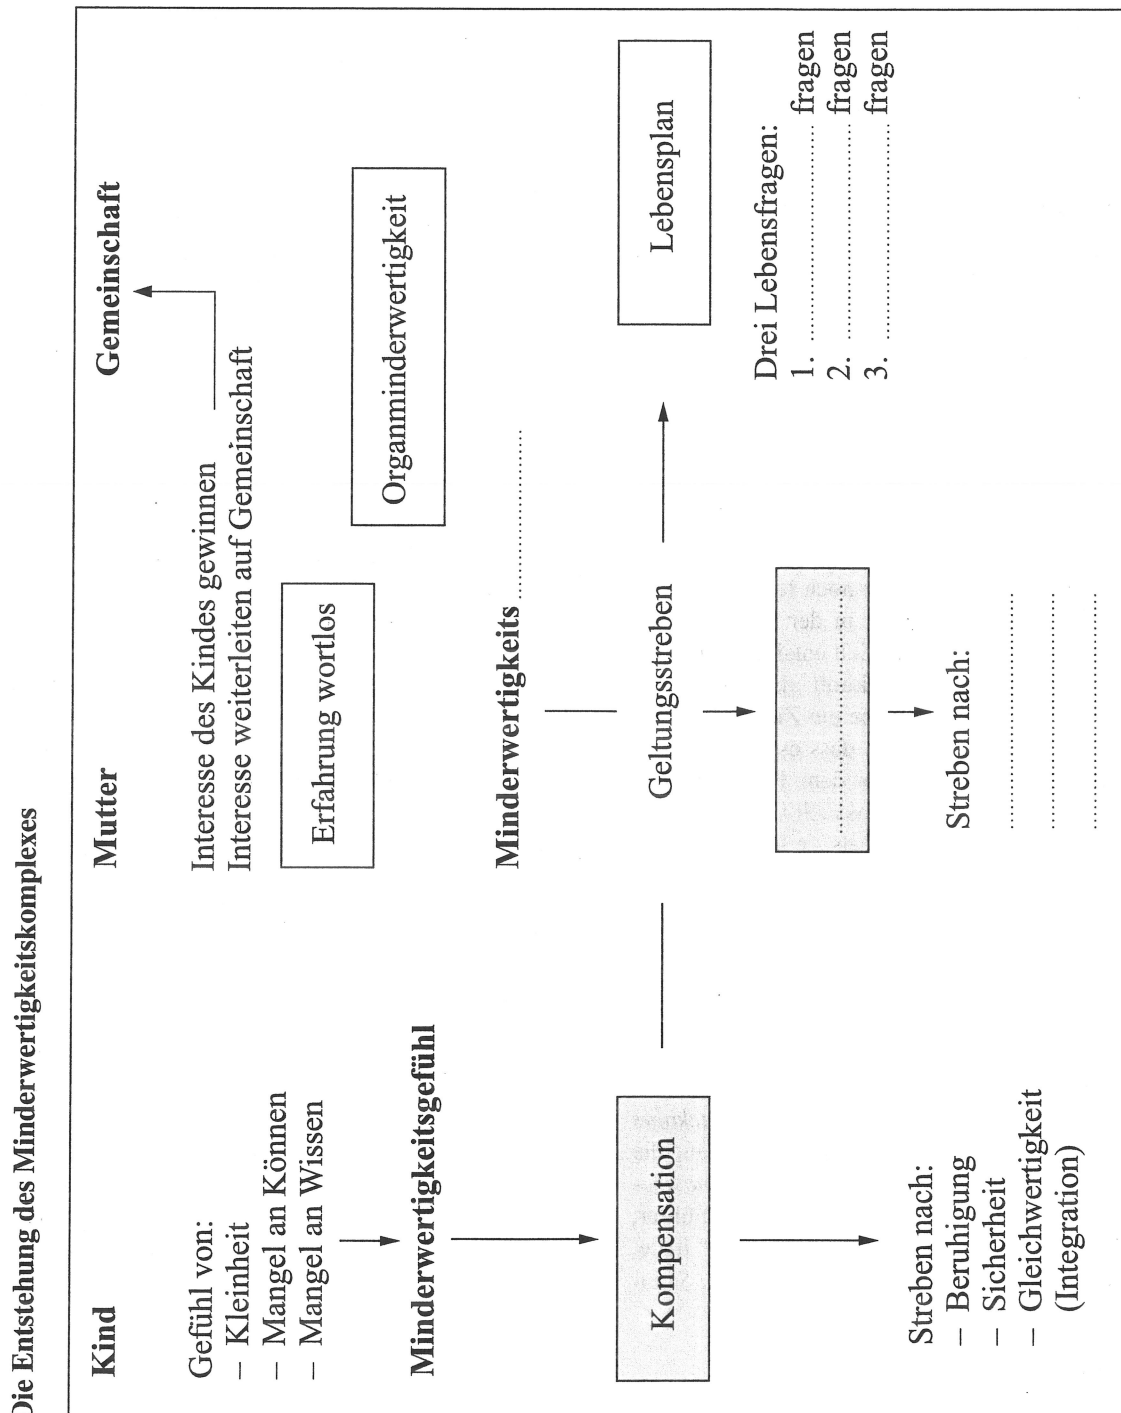 Die Entstehung des Minderwertigkeitskomplexes
Kind
Mutter
Gemeinschaft
Gefühl von:
– Kleinheit
– Mangel an Können
– Mangel an Wissen
Interesse des Kindes gewinnen
Interesse weiterleiten auf Gemeinschaft
Erfahrung wortlos
Organminderwertigkeit
Minderwertigkeitsgefühl
Minderwertigkeits ....................
Kompensation
Geltungsstreben
Lebensplan
Drei Lebensfragen:
1. .................... fragen
2. .................... fragen
3. .................... fragen
Streben nach:
– Beruhigung
– Sicherheit
– Gleichwertigkeit
(Integration)
Streben nach: